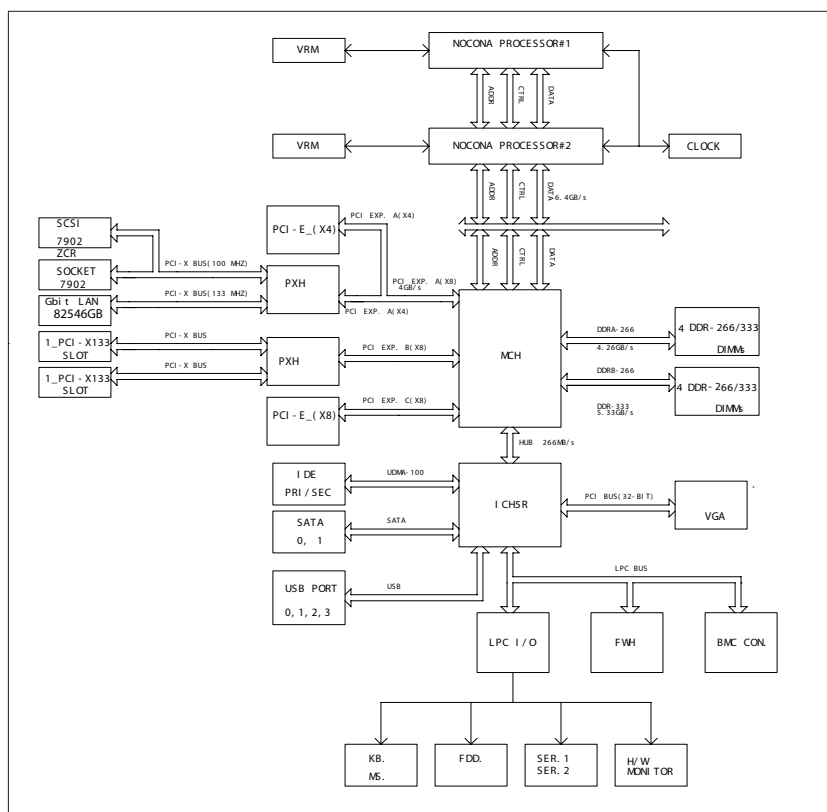 NOCONA PROCESSOR#1
VRM
ADDR
CTRL
DATA
NOCONA PROCESSOR#2
VRM
CLOCK
ADDR
CTRL
DATA
6.4GB/s
PCI EXP. A(X4)
PCI-E_(X4)
SCSI
7902
ZCR
SOCKET
7902
PCI-X BUS(100 MHZ)
ADDR
CTRL
DATA
PXH
PCI EXP. A(X8)
4GB/s
Gbit LAN
82546GB
PCI-X BUS(133 MHZ)
PCI EXP. A(X4)
1_PCI-X133
SLOT
PCI-X BUS
PXH
PCI EXP. B(X8)
MCH
DDRA-266
4.26GB/s
4 DDR-266/333
DIMMs
1_PCI-X133
SLOT
PCI-X BUS
DDRB-266
4 DDR-266/333
DIMMs
DDR-333
5.33GB/s
PCI-E_(X8)
PCI EXP. C(X8)
HUB 266MB/s
IDE
PRI/SEC
UDMA-100
ICH5R
PCI BUS(32-BIT)
VGA
SATA
0, 1
SATA
USB PORT
0,1,2,3
USB
LPC BUS
LPC I/O
FWH
BMC CON.
KB.
MS.
FDD.
SER.1
SER.2
H/W
MONITOR